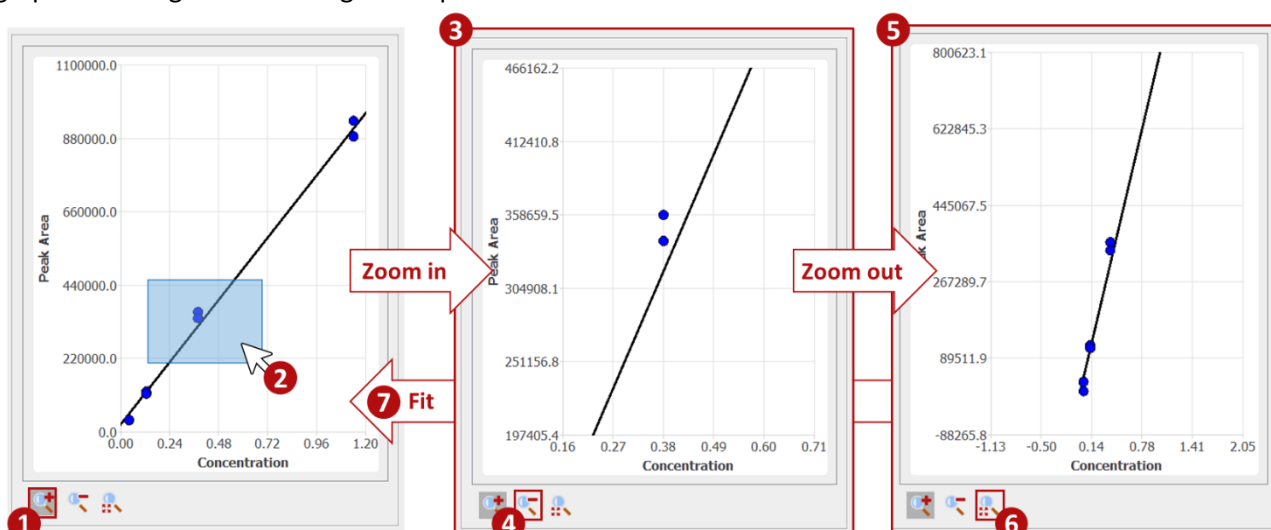 1
2
1100000.0
880000.0
660000.0
440000.0
220000.0
0.0
0.00 0.24 0.48 0.72 0.96 1.20
Peak Area
Concentration
Zoom in
3
466162.2
412410.8
358659.5
304908.1
251156.8
197405.4
0.16 0.27 0.38 0.49 0.60 0.71
Peak Area
Concentration
4
Zoom out
5
800623.1
622845.3
445067.5
267289.7
89511.9
-88265.8
-1.13 -0.50 0.14 0.78 1.41 2.05
Area
Concentration
6
7 Fit